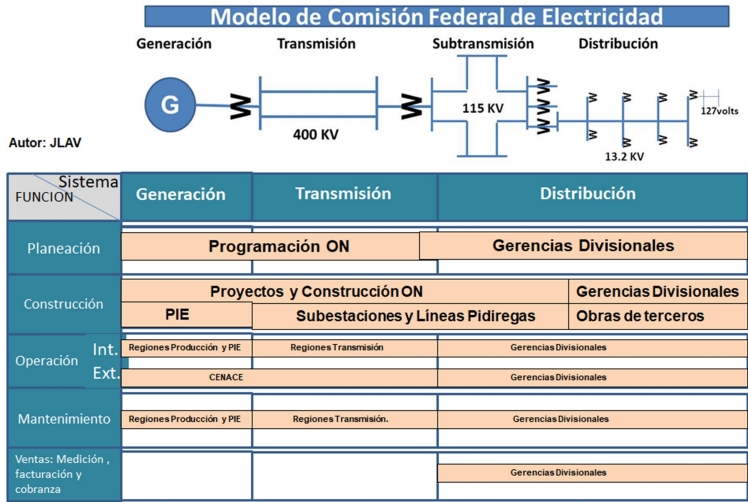 Modelo de Comisión Federal de Electricidad
Generación Transmisión Subtransmisión Distribución
G
400 KV
115 KV
127volts
13.2 KV
Autor: JLAV
Sistema
FUNCION
Generación Transmisión Distribución
Planeación
Programación ON Gerencias Divisionales
Construcción
Proyectos y Construcción ON Gerencias Divisionales
PIE Subestaciones y Líneas Pidiregas Obras de terceros
Operación
Int. Regiones Producción y PIE Regiones Transmisión Gerencias Divisionales
Ext. CENACE Gerencias Divisionales
Mantenimiento Regiones Producción y PIE Regiones Transmisión. Gerencias Divisionales
Ventas: Medición ,
facturación y
cobranza
Gerencias Divisionales